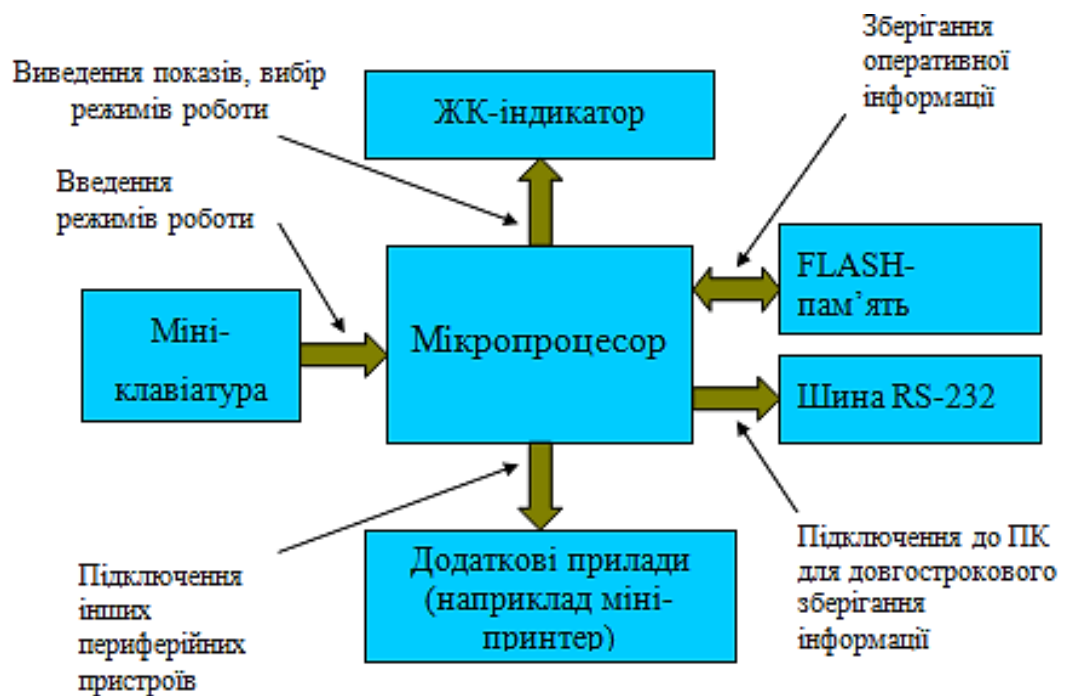 Зберігання
оперативної
інформації
Виведення показів, вибір
режимів роботи
ЖК-індикатор
Введення
режимів роботи
FLASH-
пам’ять
Міні-
клавіатура
Мікропроцесор
Шина RS-232
Підключення
інших
периферійних
пристроїв
Додаткові прилади
(наприклад міні-
принтер)
Підключення до ПК
для довгострокового
зберігання
інформації